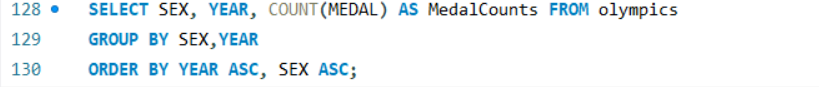 128 SELECT SEX, YEAR, COUNT(MEDAL) AS MedalCounts FROM olympics
129 GROUP BY SEX,YEAR
130 ORDER BY YEAR ASC, SEX ASC;